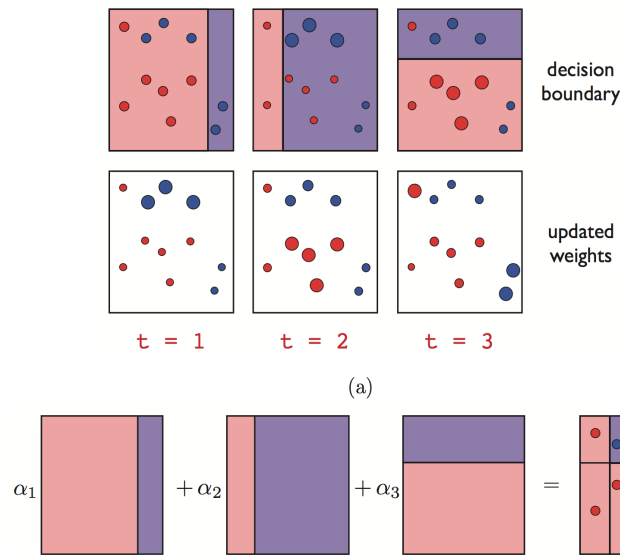 decision
boundary
updated
weights
t = 1 t = 2 t = 3
(a)
α₁ + α₂ + α₃ =